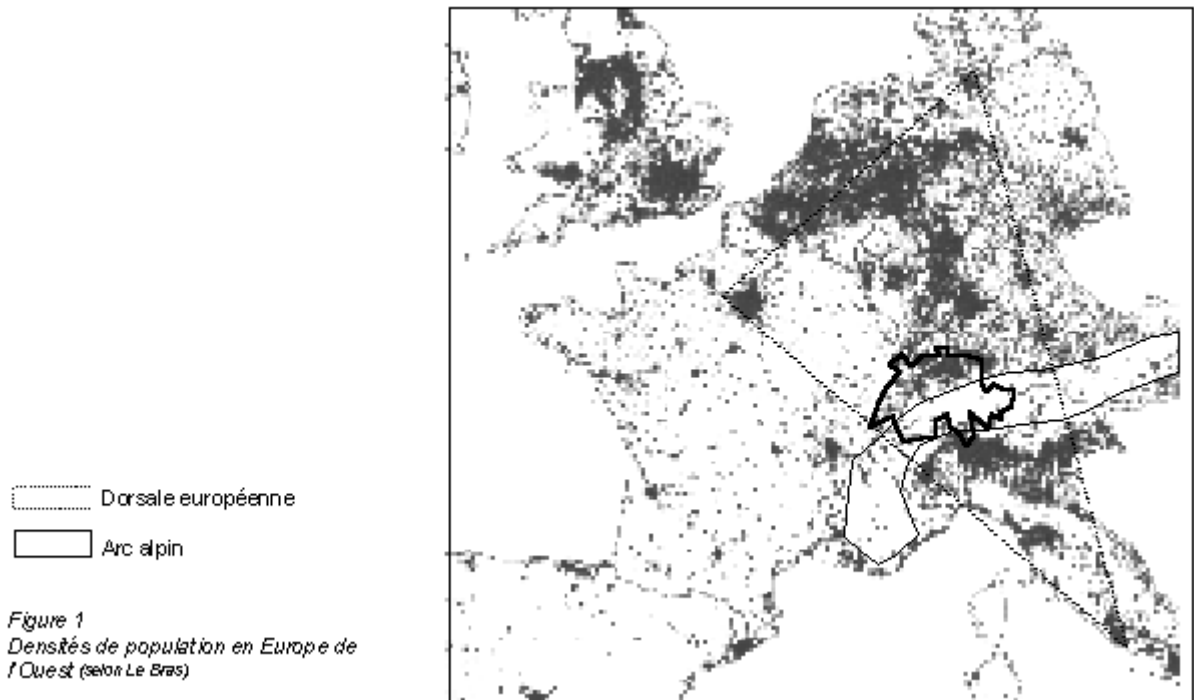 Dorsale européenne
Arc alpin
Figure 1
Densités de population en Europe de
l'Ouest (selon Le Bras)